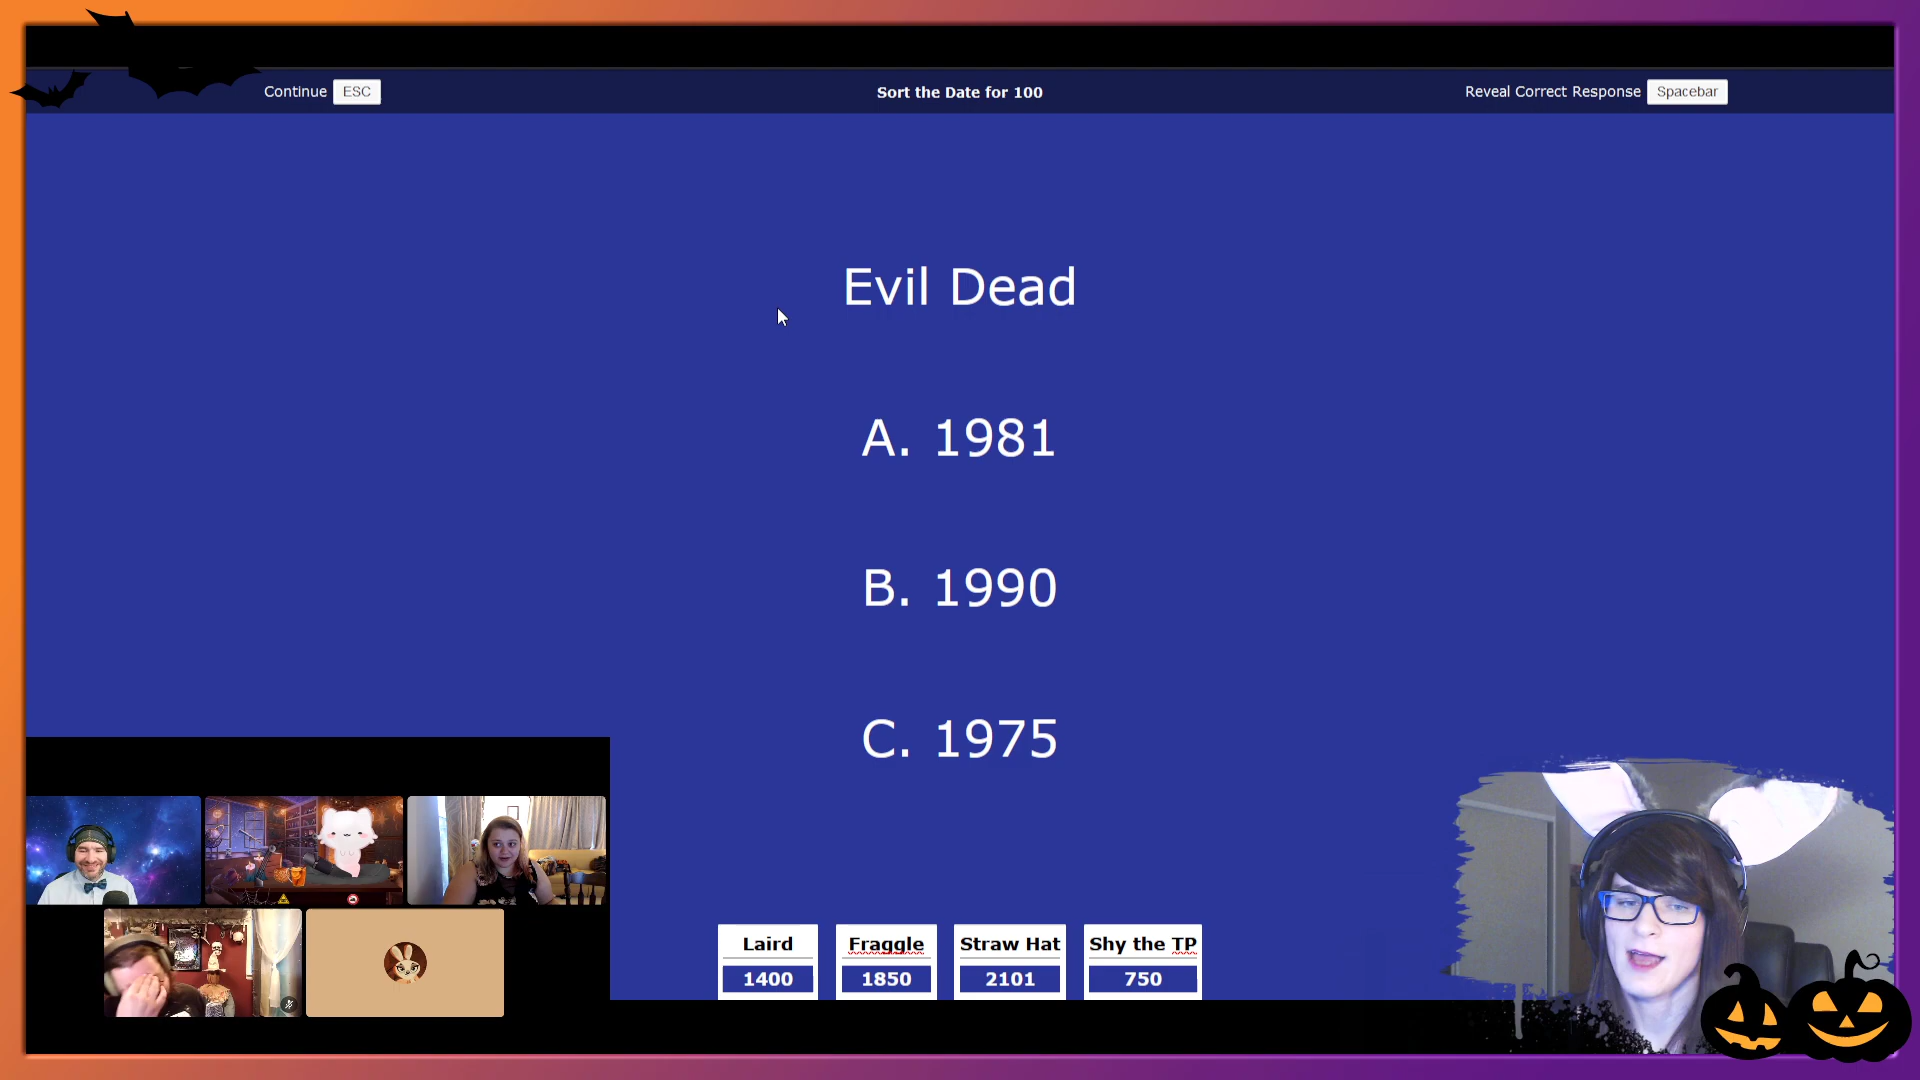 Continue ESC
Sort the Date for 100
Reveal Correct Response Spacebar
Evil Dead
A. 1981
B. 1990
C. 1975
Laird
1400
Fraggle
1850
Straw Hat
2101
Shy the TP
750